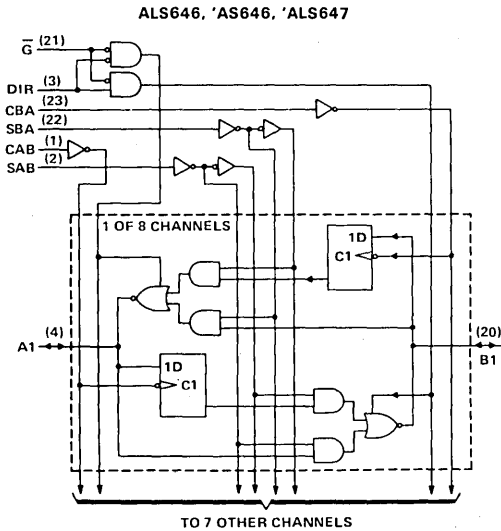 ALS646, 'AS646, 'ALS647
G̅ (21)
DIR (3)
CBA (23)
SBA (22)
CAB (1)
SAB (2)
1 OF 8 CHANNELS
1D
C1
A1 (4)
(20)
B1
1D
C1
TO 7 OTHER CHANNELS